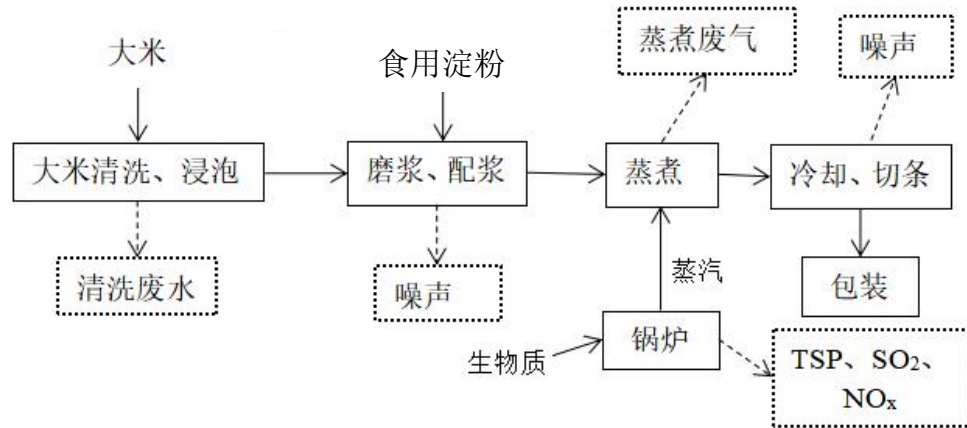 蒸煮废气
噪声
大米
食用淀粉
大米清洗、浸泡
磨浆、配浆
蒸煮
冷却、切条
清洗废水
噪声
蒸汽
包装
生物质
锅炉
TSP、SO₂、
NOₓ